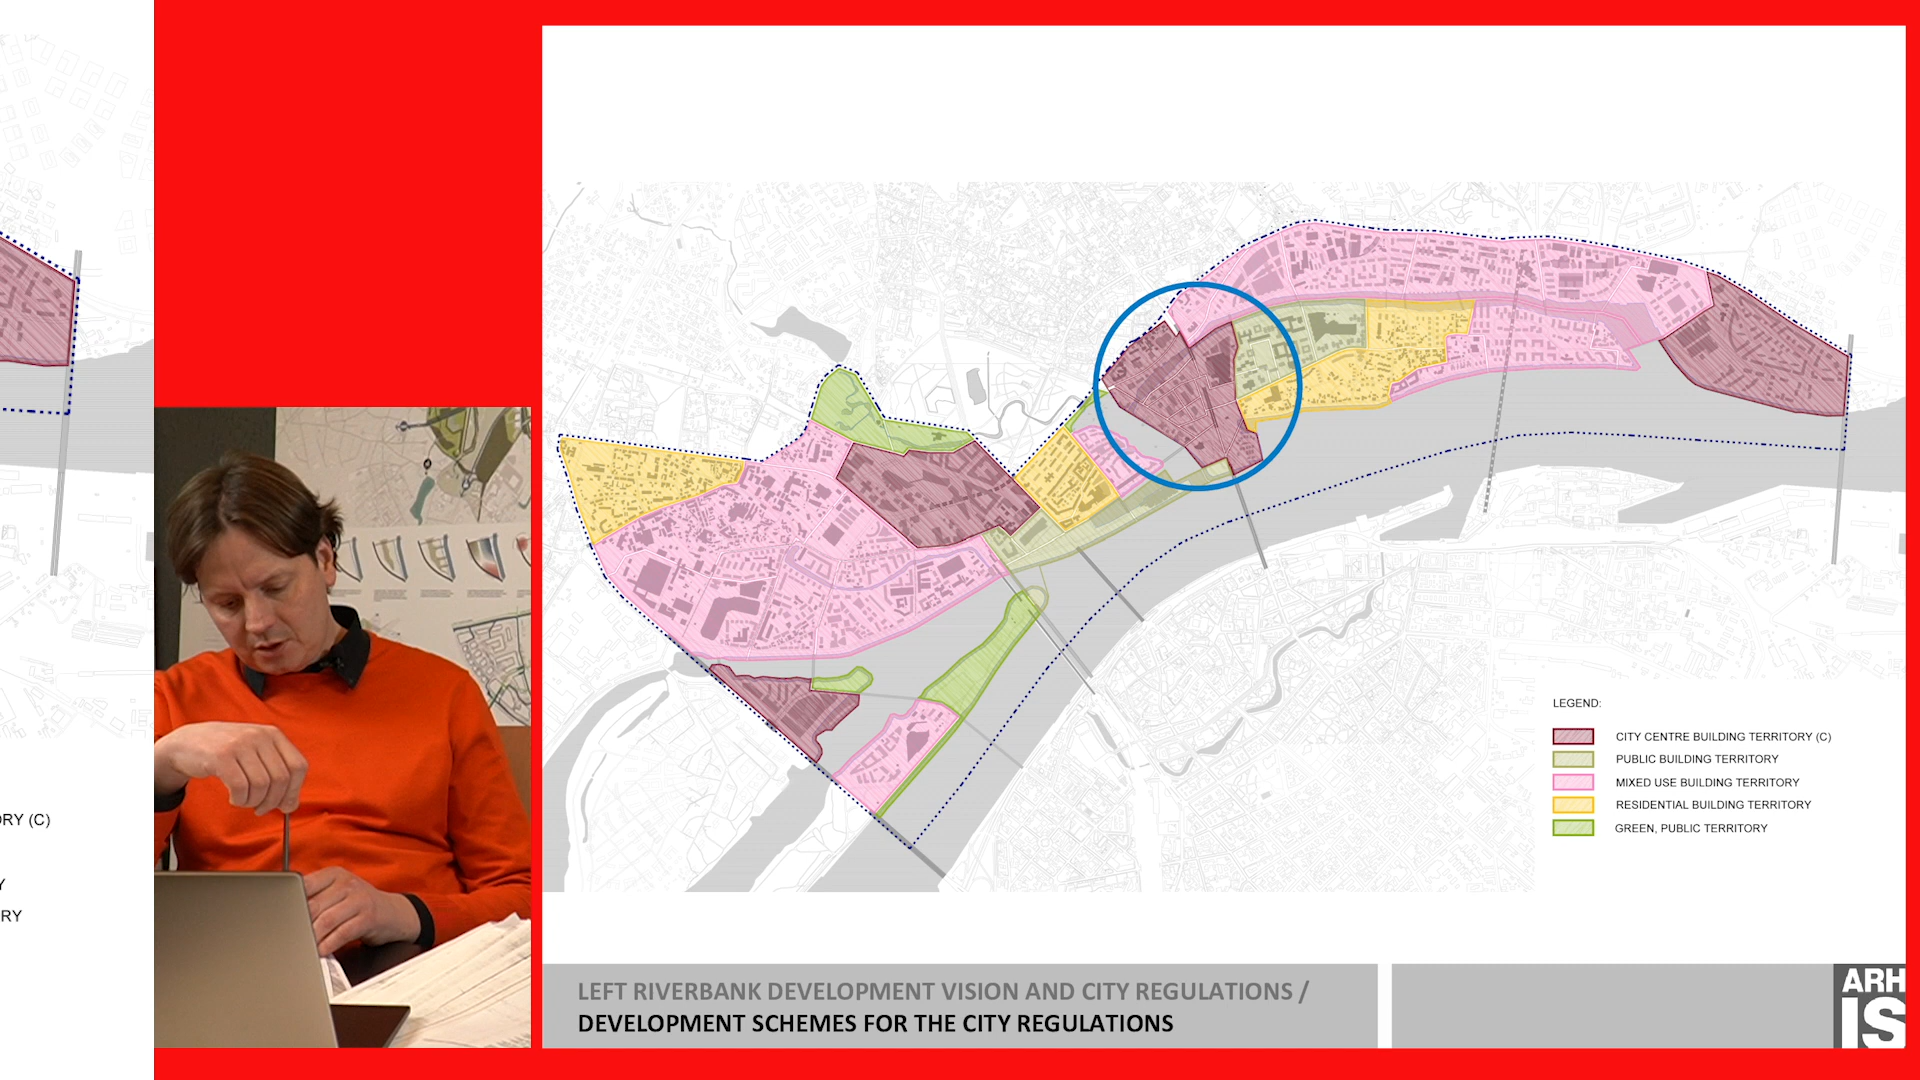 ORY (C)
Y
RY
LEGEND:
CITY CENTRE BUILDING TERRITORY (C)
PUBLIC BUILDING TERRITORY
MIXED USE BUILDING TERRITORY
RESIDENTIAL BUILDING TERRITORY
GREEN, PUBLIC TERRITORY
LEFT RIVERBANK DEVELOPMENT VISION AND CITY REGULATIONS /
DEVELOPMENT SCHEMES FOR THE CITY REGULATIONS
ARH
IS